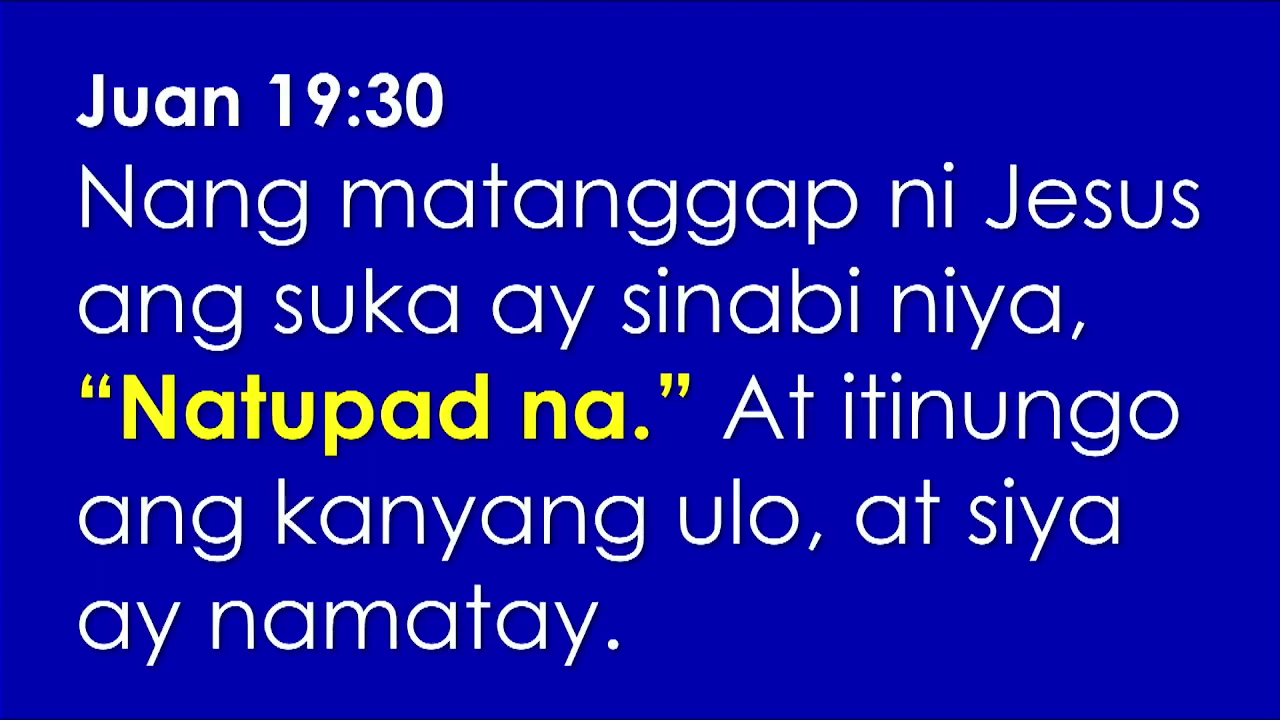 Juan 19:30
Nang matanggap ni Jesus
ang suka ay sinabi niya,
“Natupad na.” At itinungo
ang kanyang ulo, at siya
ay namatay.